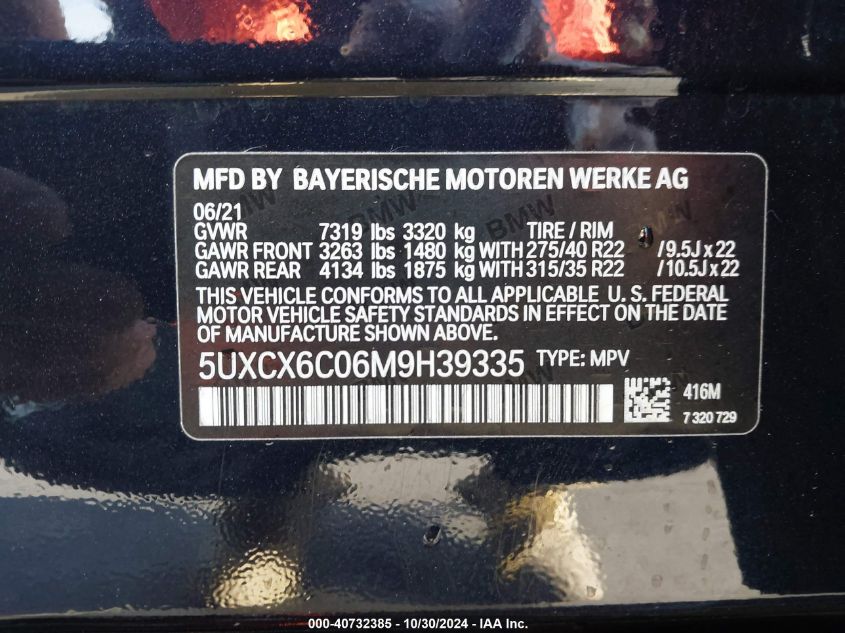 MFD BY BAYERISCHE MOTOREN WERKE AG
06/21
GVWR 7319 lbs 3320 kg TIRE / RIM
GAWR FRONT 3263 lbs 1480 kg WITH 275/40 R22 /9.5J x 22
GAWR REAR 4134 lbs 1875 kg WITH 315/35 R22 /10.5J x 22
THIS VEHICLE CONFORMS TO ALL APPLICABLE U. S. FEDERAL
MOTOR VEHICLE SAFETY STANDARDS IN EFFECT ON THE DATE
OF MANUFACTURE SHOWN ABOVE.
5UXCX6C06M9H39335 TYPE: MPV
416M
7 320 729
000-40732385 - 10/30/2024 - IAA Inc.